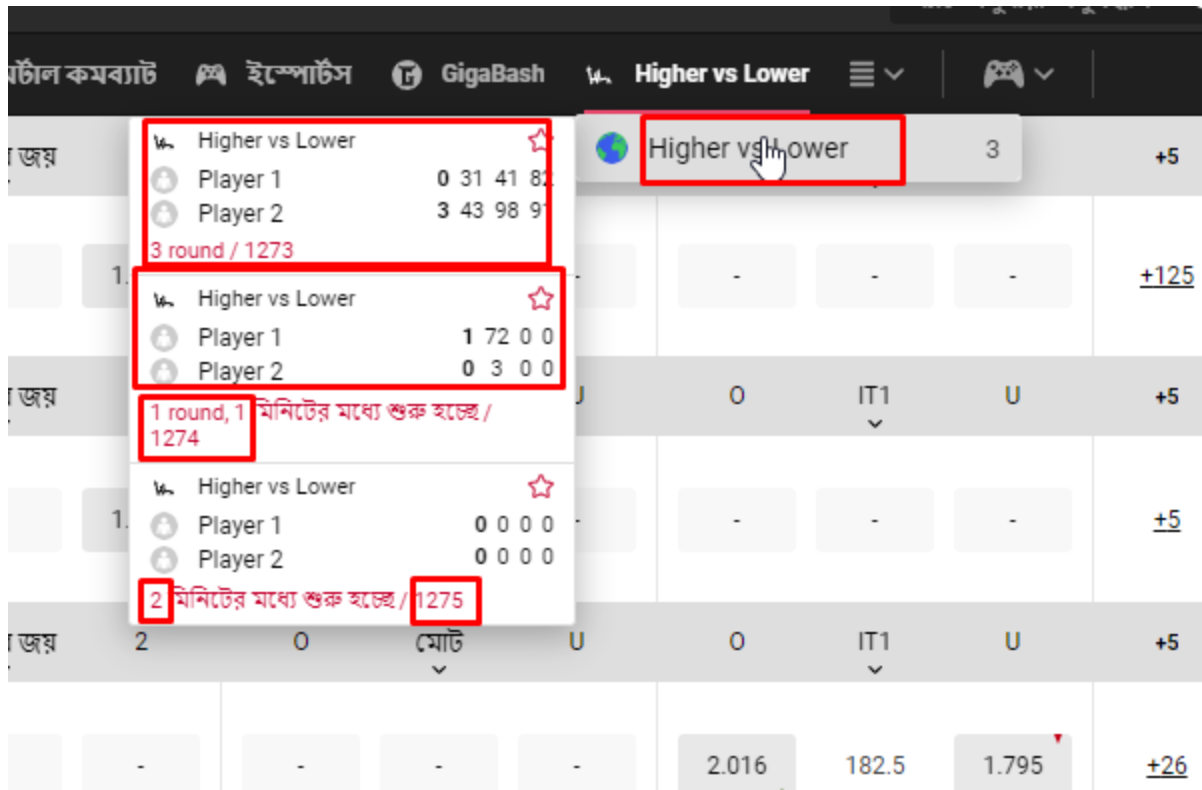 কমব্যাট ইস্পোর্টস GigaBash Higher vs Lower
Higher vs Lower 3
জয় +5
Higher vs Lower
Player 1 0 31 41 82
Player 2 3 43 98 97
3 round / 1273
- - - - +125
Higher vs Lower
Player 1 1 72 0 0
Player 2 0 3 0 0
1 round, 1 মিনিটের মধ্যে শুরু হচ্ছে /
1274
জয় U O IT1 U +5
Higher vs Lower
Player 1 0 0 0 0
Player 2 0 0 0 0
2 মিনিটের মধ্যে শুরু হচ্ছে / 1275
- - - - +5
জয় 2 O মোট U O IT1 U +5
- - - - 2.016 182.5 1.795 +26